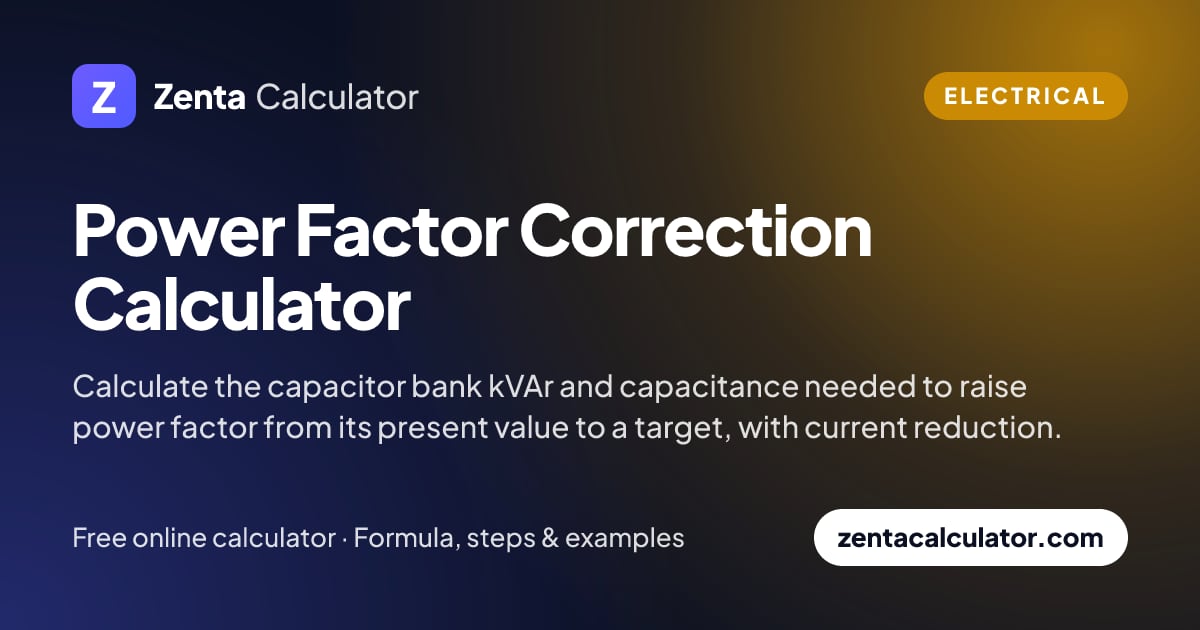 Z
Zenta Calculator
ELECTRICAL
Power Factor Correction
Calculator
Calculate the capacitor bank kVAr and capacitance needed to raise
power factor from its present value to a target, with current reduction.
Free online calculator · Formula, steps & examples
zentacalculator.com